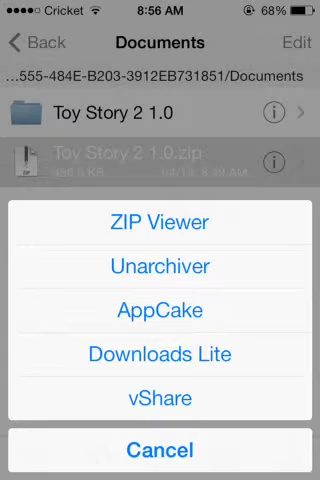 Cricket 8:56 AM 68%
Back Documents Edit
...555-484E-B203-3912EB731851/Documents
Toy Story 2 1.0
Toy Story 2 1.0.zip
ZIP
ZIP Viewer
Unarchiver
AppCake
Downloads Lite
vShare
Cancel